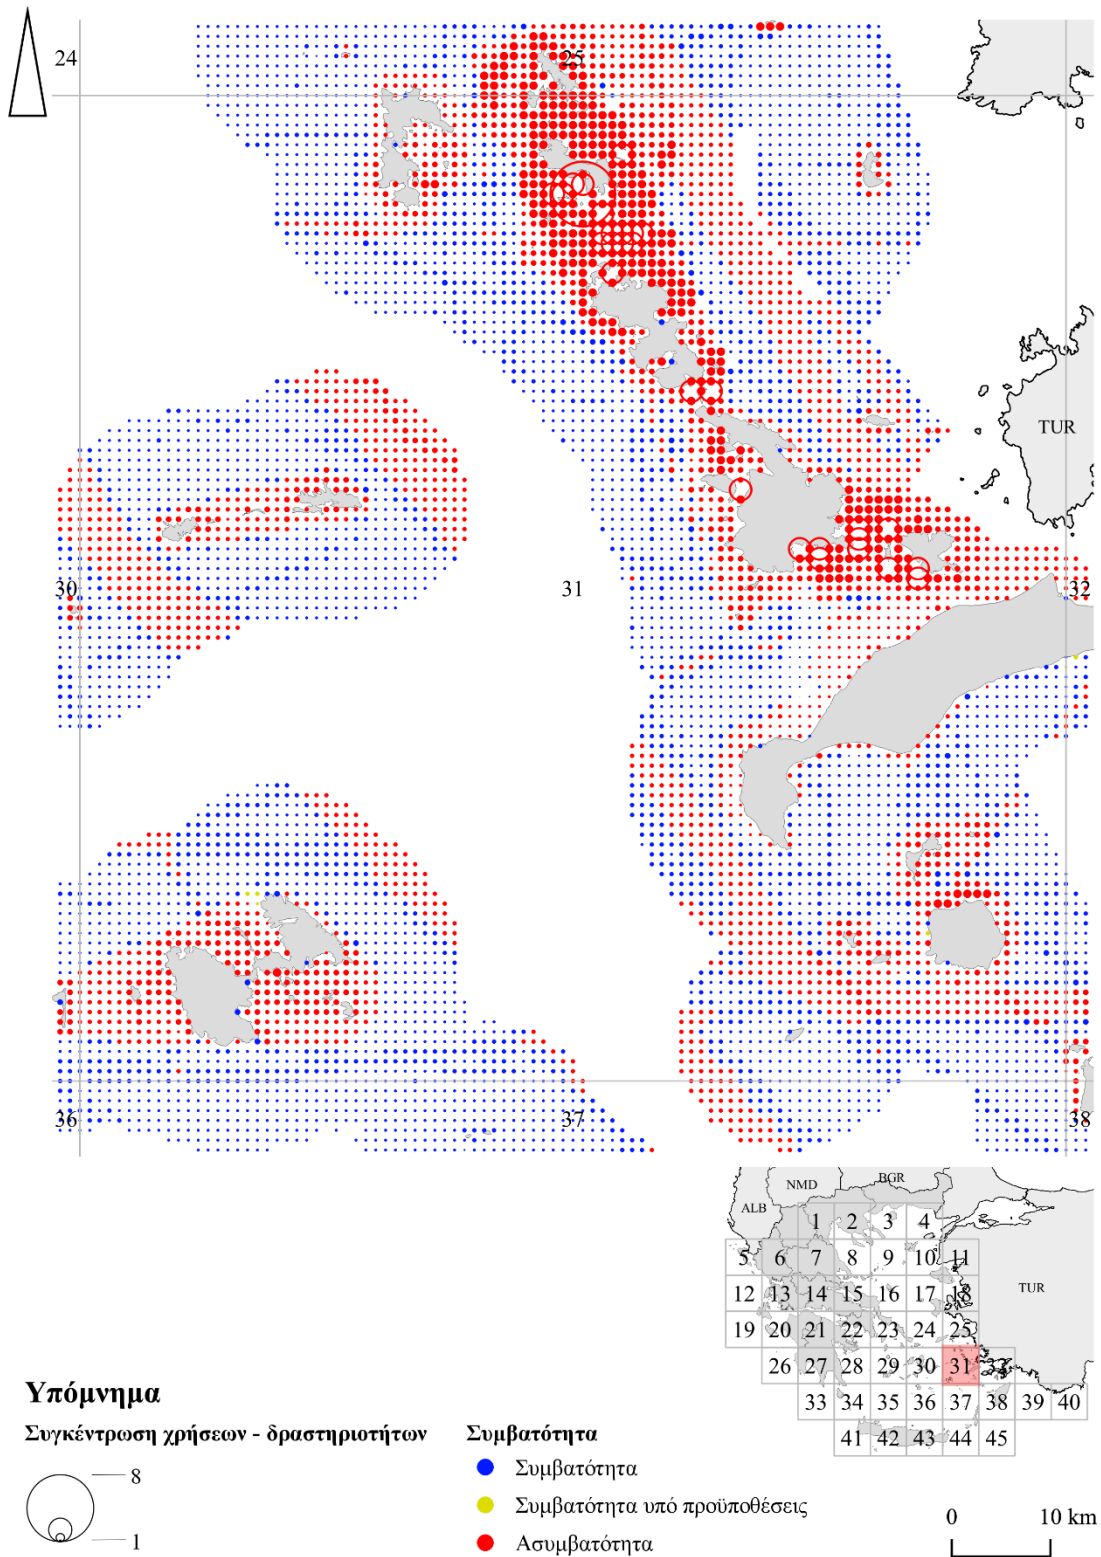 24
25
TUR
30
31
32
36
37
38
NMD
BGR
ALB
1 2 3 4
5 6 7 8 9 10 11
12 13 14 15 16 17 18
TUR
19 20 21 22 23 24 25
26 27 28 29 30 31 32
33 34 35 36 37 38 39 40
41 42 43 44 45
Υπόμνημα
Συγκέντρωση χρήσεων - δραστηριοτήτων
8
1
Συμβατότητα
Συμβατότητα
Συμβατότητα υπό προϋποθέσεις
Ασυμβατότητα
0 10 km